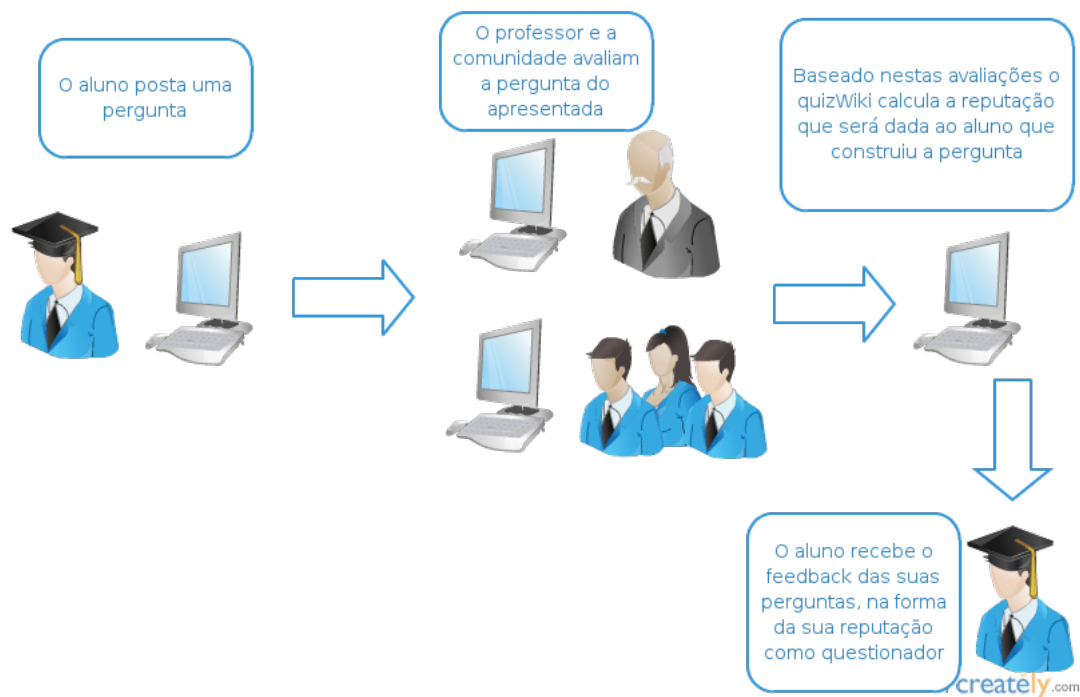 O aluno posta uma
pergunta
O professor e a
comunidade avaliam
a pergunta do
apresentada
Baseado nestas avaliações o
quizWiki calcula a reputação
que será dada ao aluno que
construiu a pergunta
O aluno recebe o
feedback das suas
perguntas, na forma
da sua reputação
como questionador
creately.com